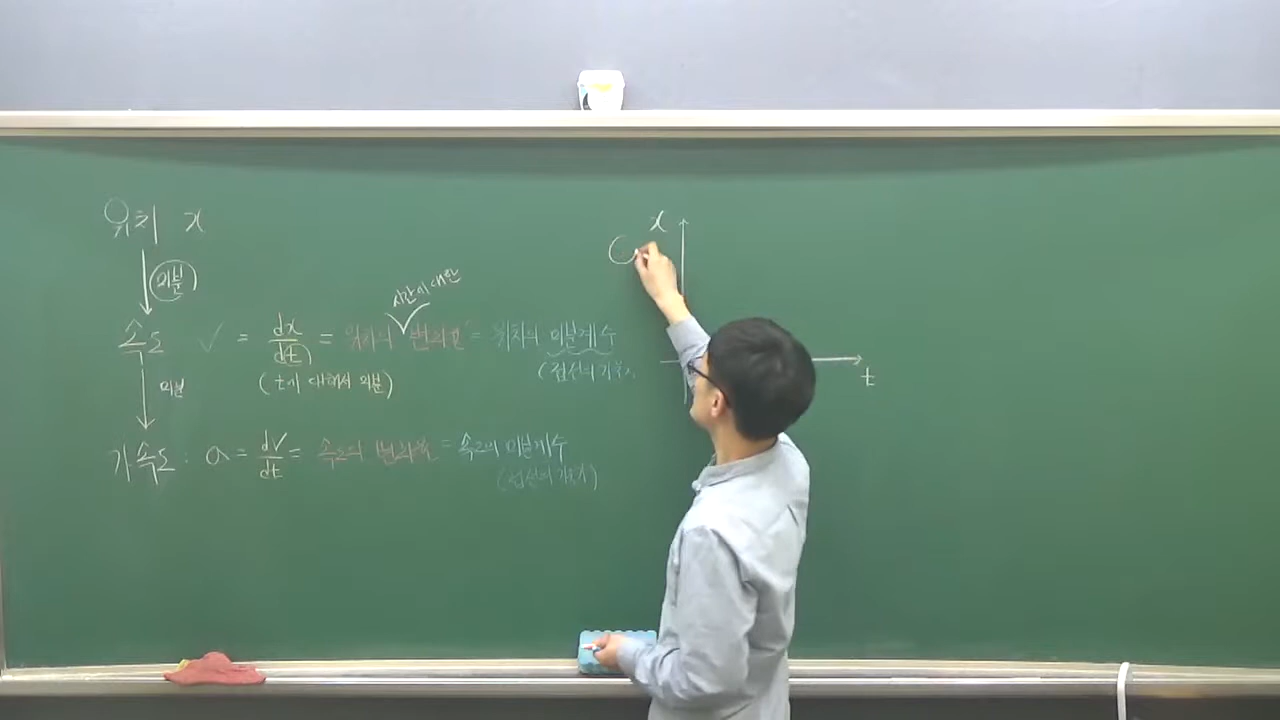 위치 x
미분
시간에 대한
속도 v = dx/dt = 위치의 변화율 = 위치의 미분계수
(t에 대해서 미분)
(접선의 기울기
미분
가속도 : a = dv/dt = 속도의 변화율 = 속도의 미분계수
(접선의 기울기)
x
t